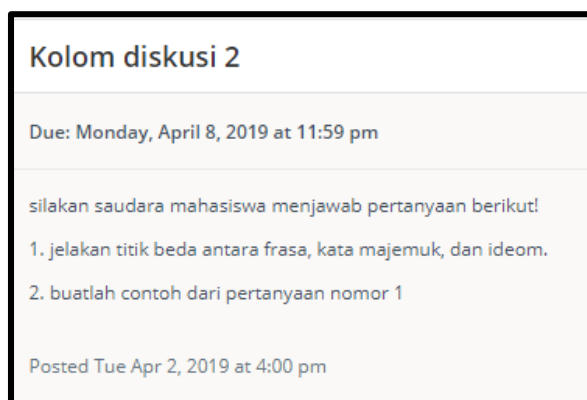 Kolom diskusi 2
Due: Monday, April 8, 2019 at 11:59 pm
silakan saudara mahasiswa menjawab pertanyaan berikut!
1. jelakan titik beda antara frasa, kata majemuk, dan ideom.
2. buatlah contoh dari pertanyaan nomor 1
Posted Tue Apr 2, 2019 at 4:00 pm